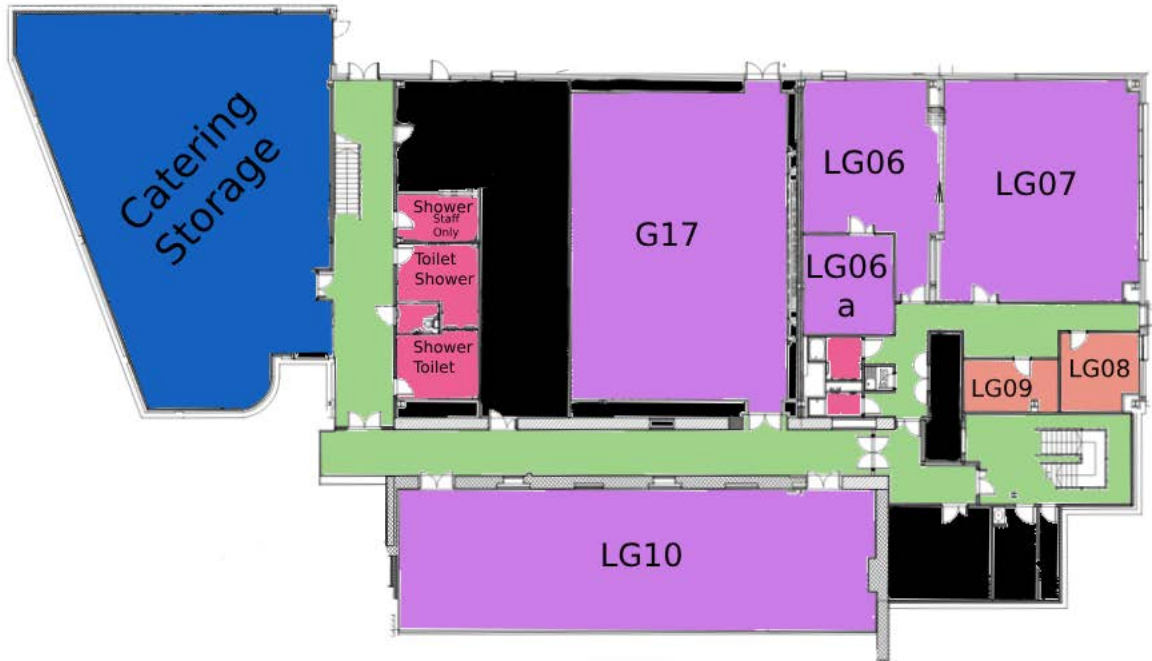 Catering
Storage
Shower
Staff
Only
Toilet
Shower
Shower
Toilet
G17
LG06
LG06
a
LG07
LG09
LG08
LG10